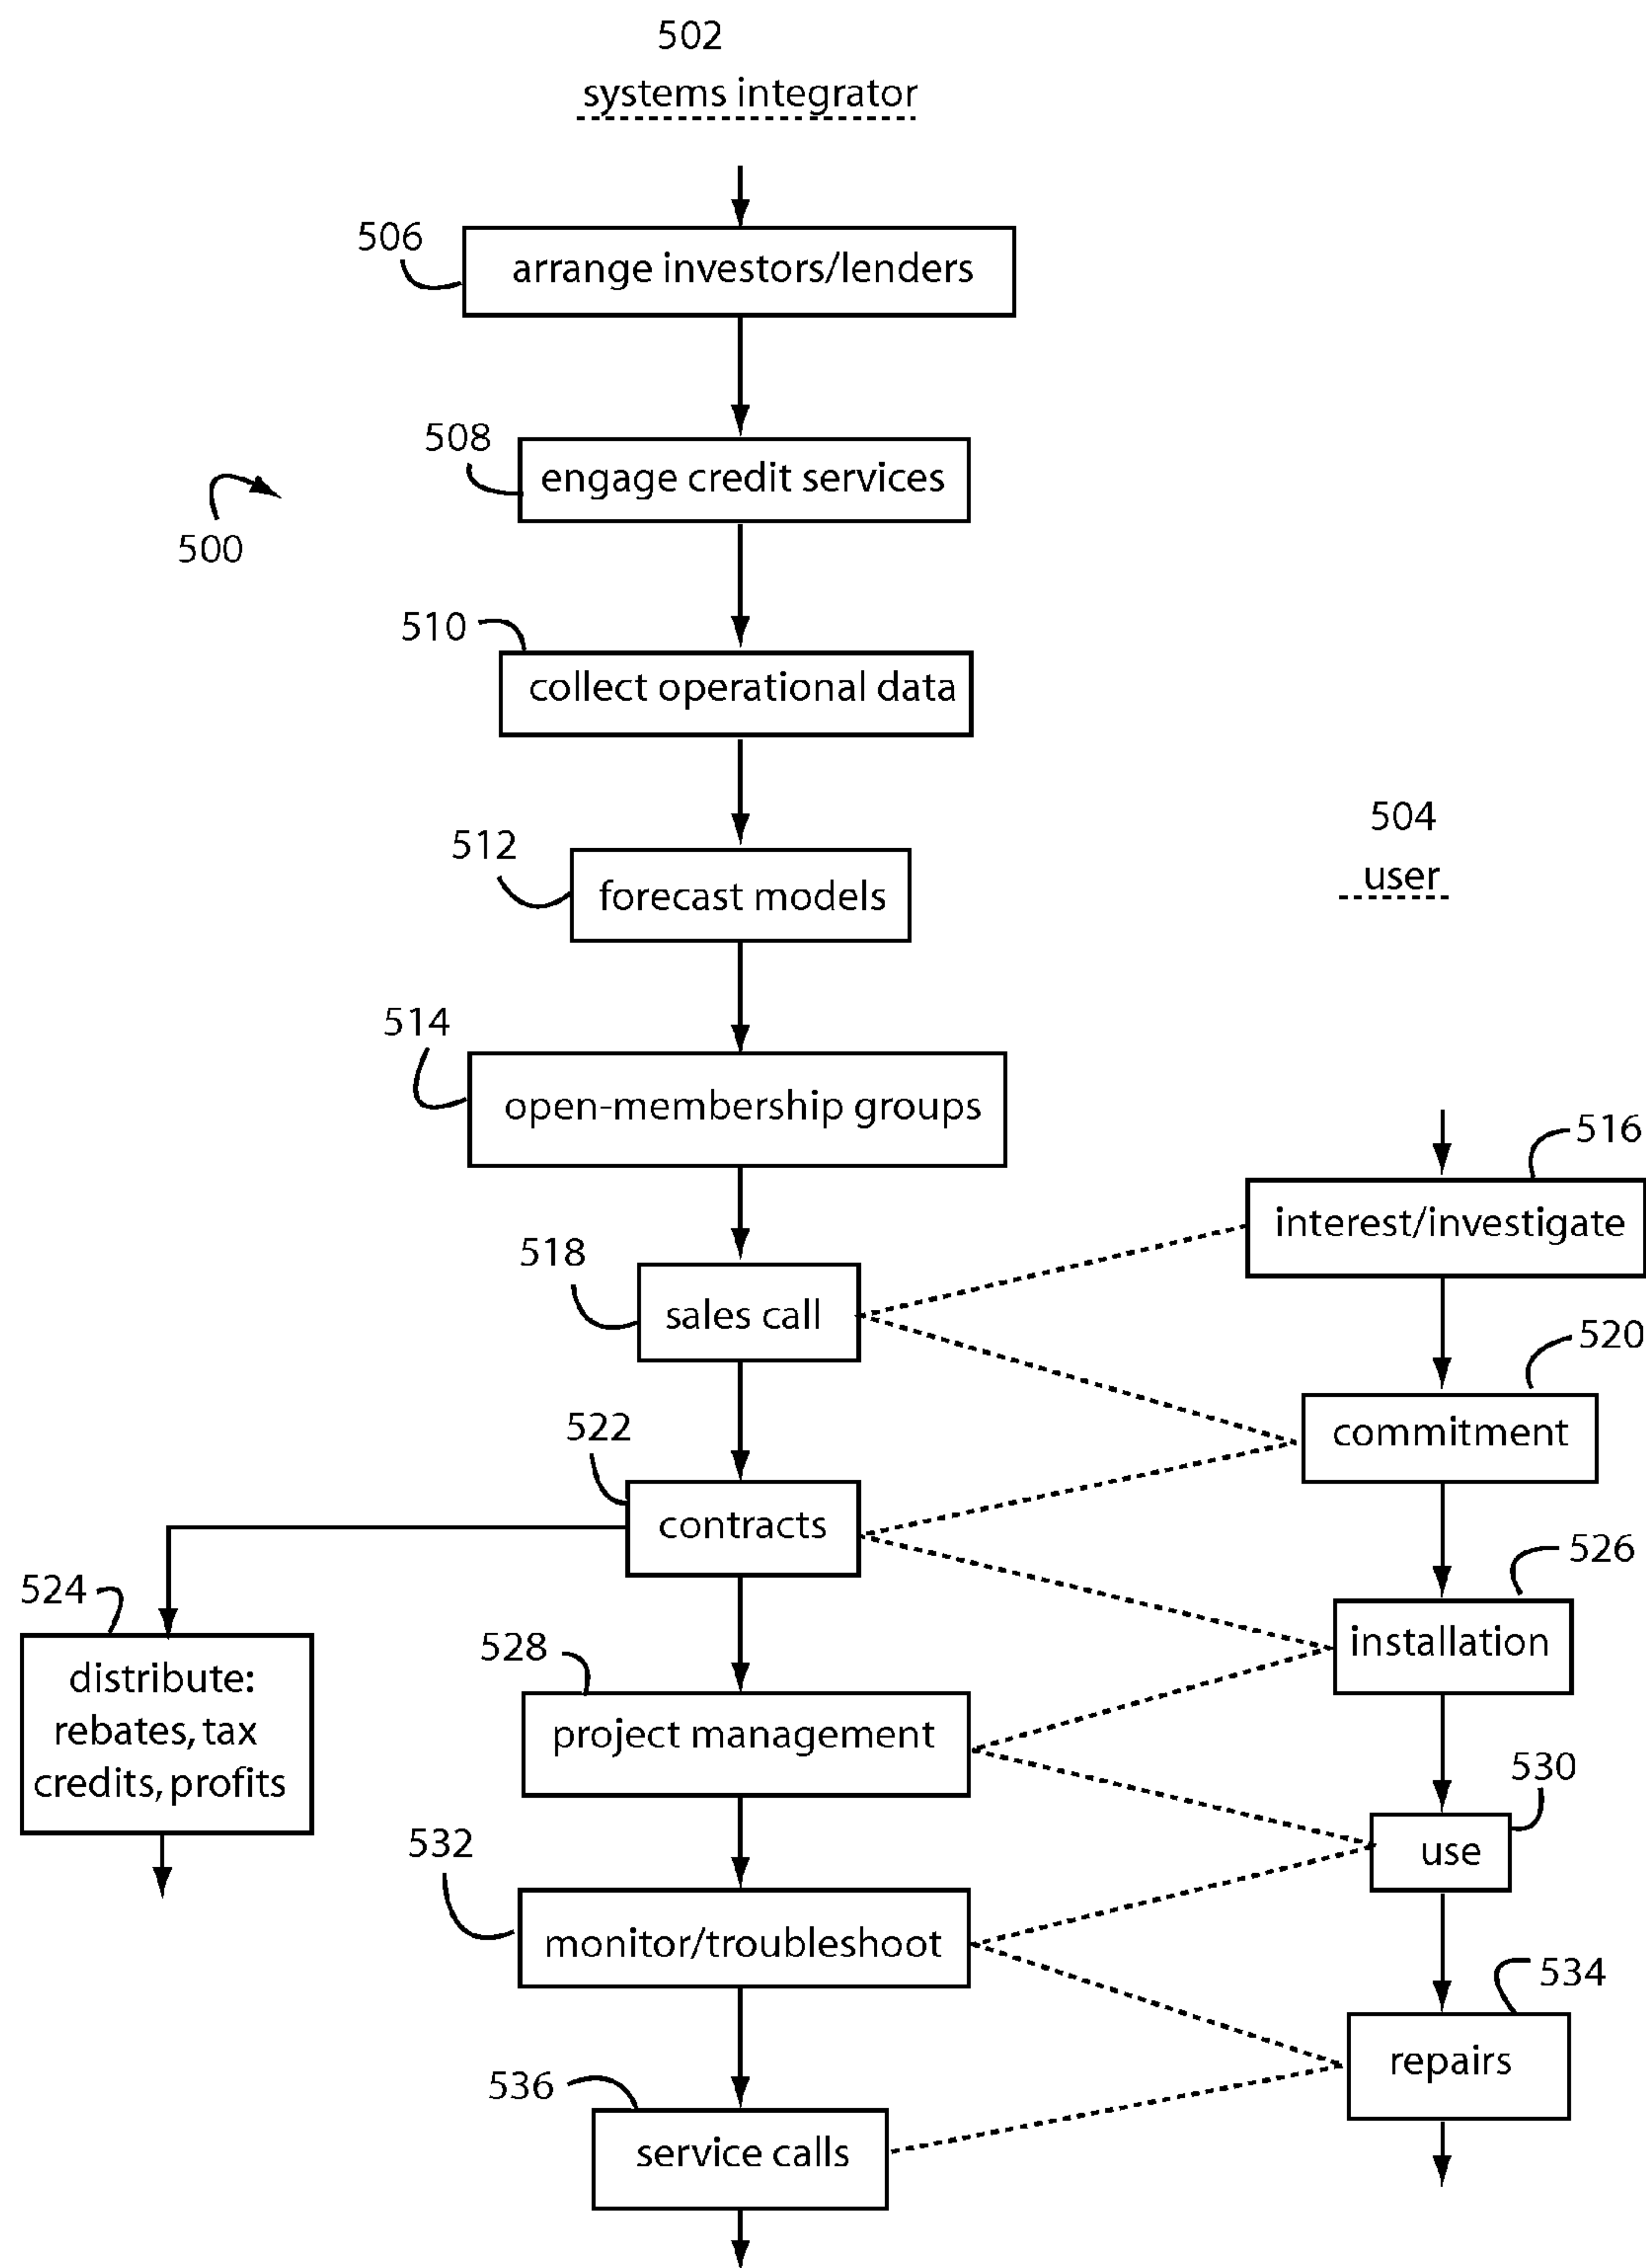 502
systems integrator
506
arrange investors/lenders
508
engage credit services
500
510
collect operational data
512
forecast models
504
user
514
open-membership groups
516
interest/investigate
518
sales call
520
commitment
522
contracts
524
distribute:
rebates, tax
credits, profits
526
installation
528
project management
530
use
532
monitor/troubleshoot
534
repairs
536
service calls